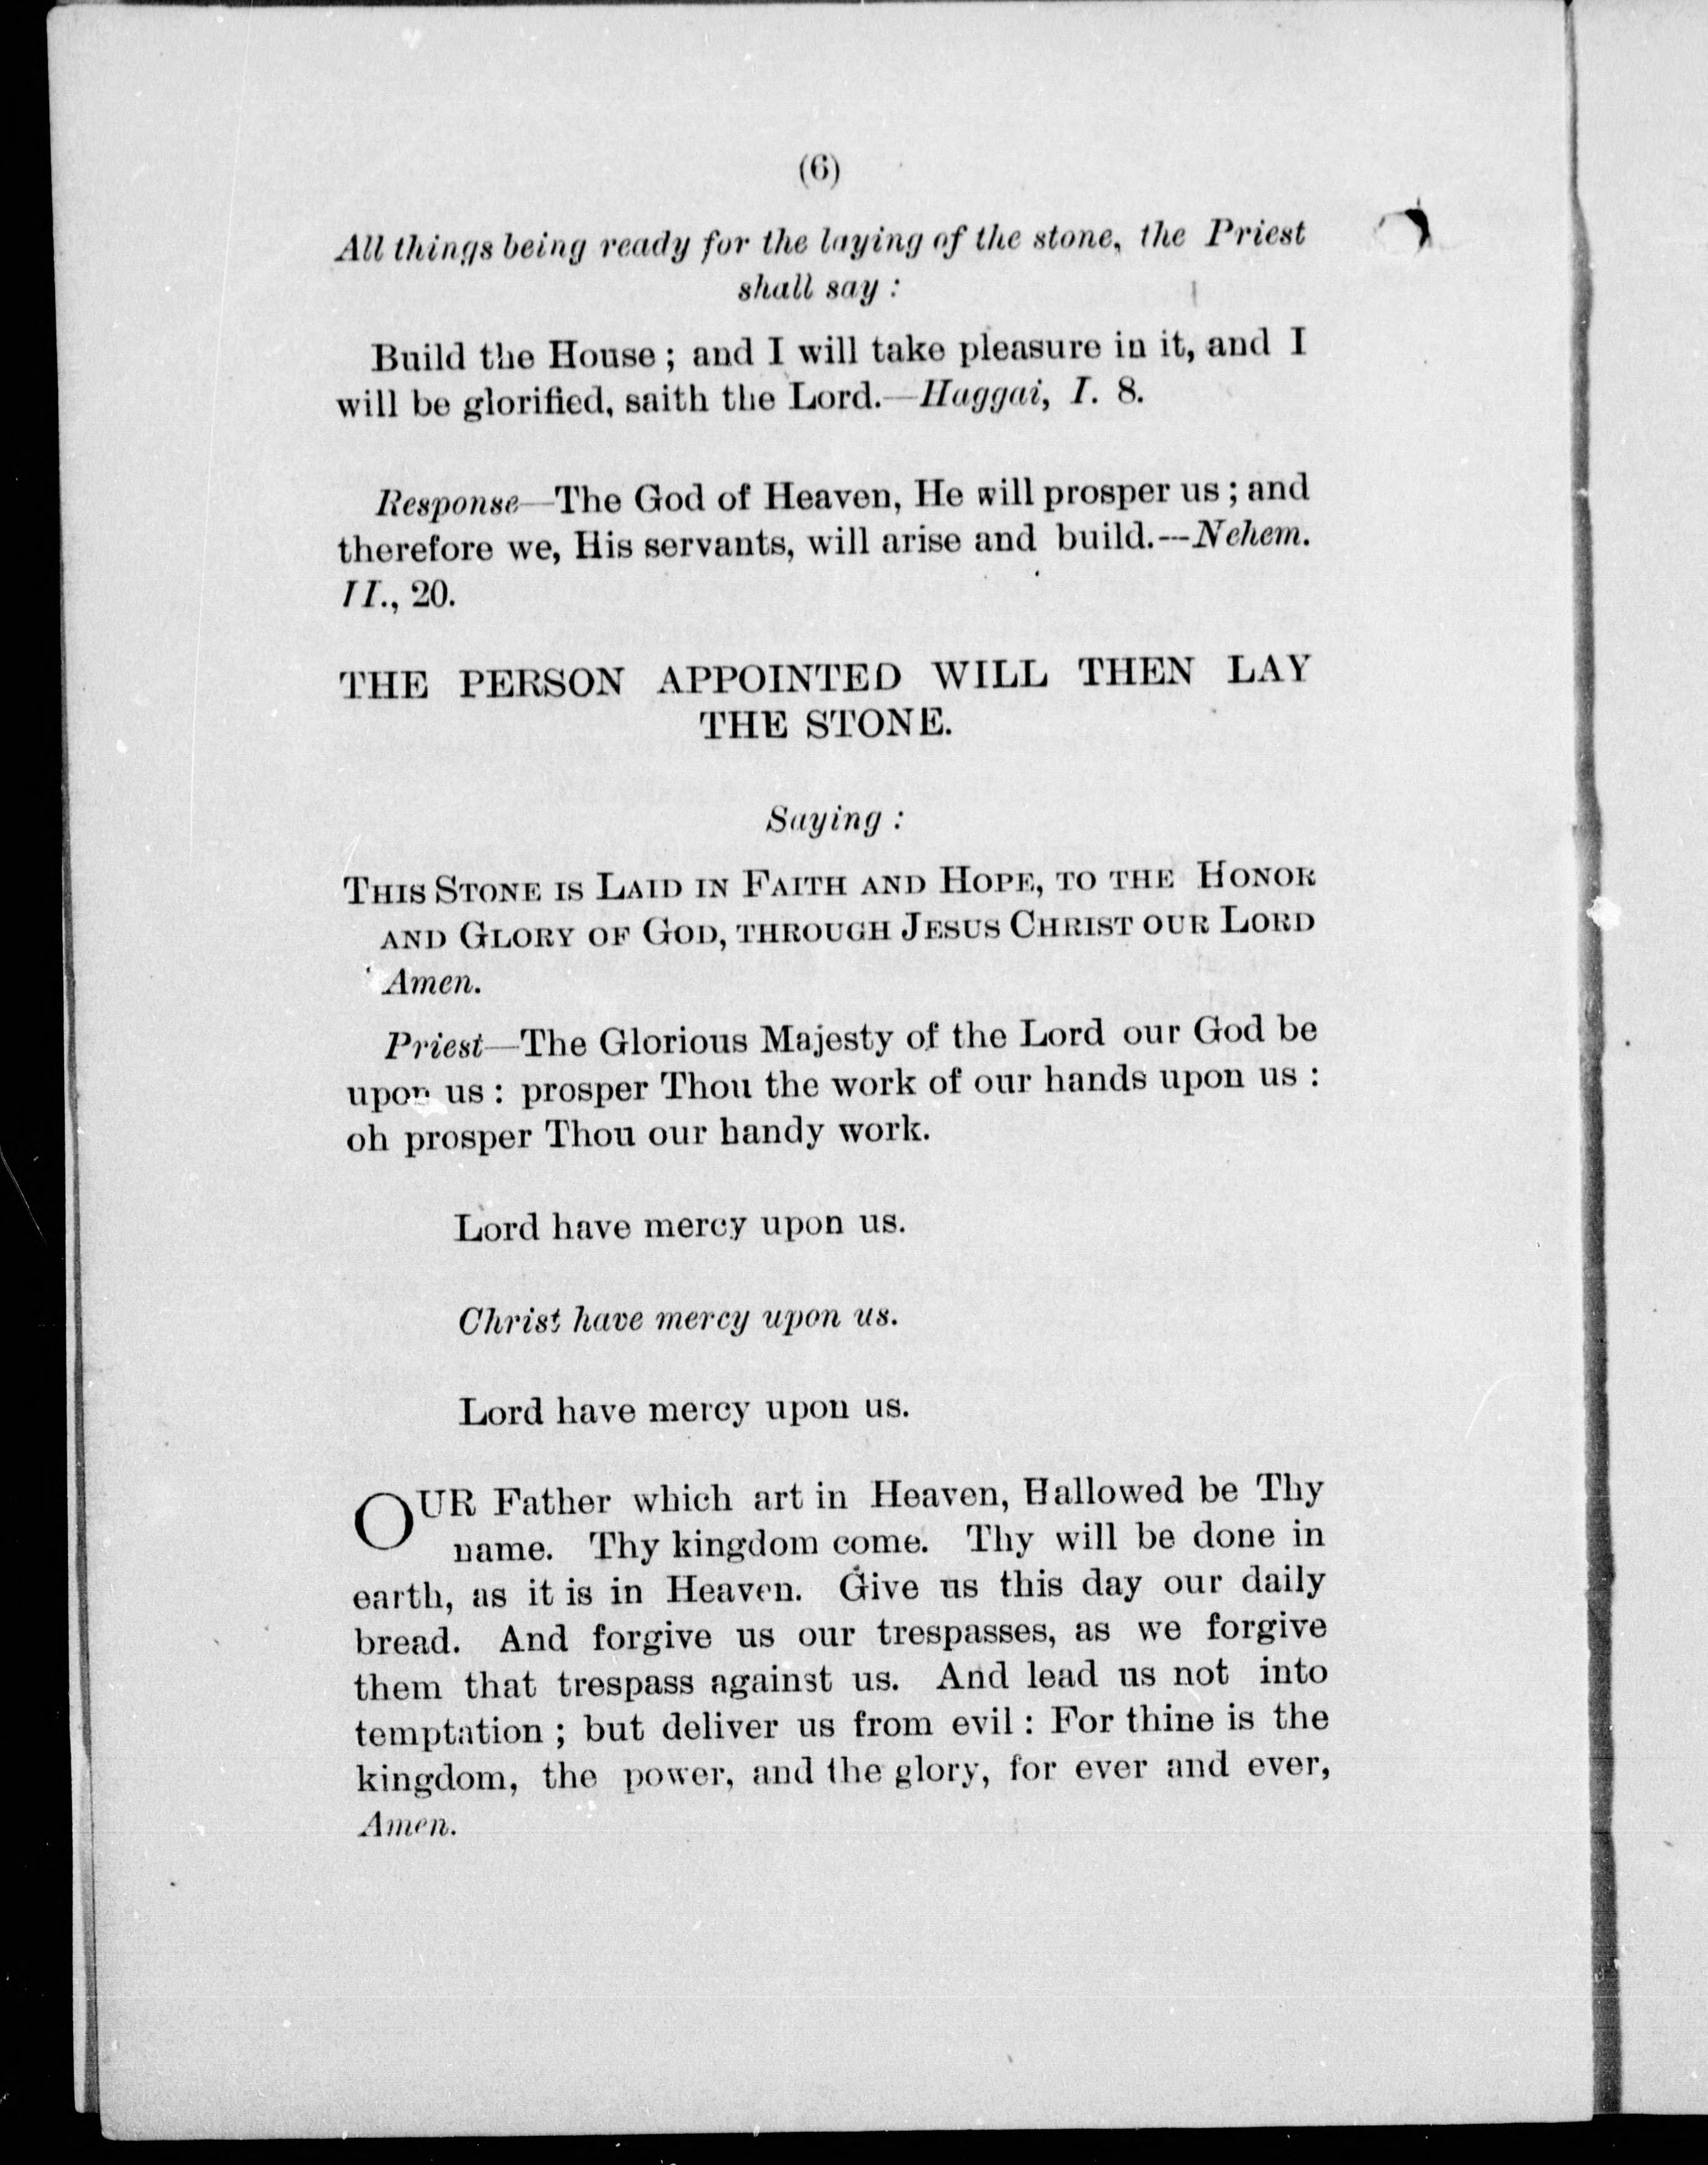 (6)
All things being ready for the laying of the stone, the Priest
shall say :
Build the House ; and I will take pleasure in it, and I
will be glorified, saith the Lord.—Haggai, I. 8.
Response—The God of Heaven, He will prosper us ; and
therefore we, His servants, will arise and build.--Nehem.
II., 20.
THE PERSON APPOINTED WILL THEN LAY
THE STONE.
Saying :
THIS STONE IS LAID IN FAITH AND HOPE, TO THE HONOR
AND GLORY OF GOD, THROUGH JESUS CHRIST OUR LORD
Amen.
Priest—The Glorious Majesty of the Lord our God be
upon us : prosper Thou the work of our hands upon us :
oh prosper Thou our handy work.
Lord have mercy upon us.
Christ have mercy upon us.
Lord have mercy upon us.
OUR Father which art in Heaven, Hallowed be Thy
name. Thy kingdom come. Thy will be done in
earth, as it is in Heaven. Give us this day our daily
bread. And forgive us our trespasses, as we forgive
them that trespass against us. And lead us not into
temptation ; but deliver us from evil : For thine is the
kingdom, the power, and the glory, for ever and ever,
Amen.